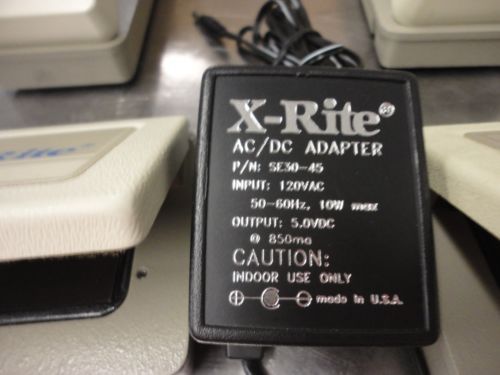 X-Rite®
AC/DC ADAPTER
P/N: SE30-45
INPUT: 120VAC
50-60Hz, 10W max
OUTPUT: 5.0VDC
@ 850ma
CAUTION:
INDOOR USE ONLY
made in U.S.A.
Rite